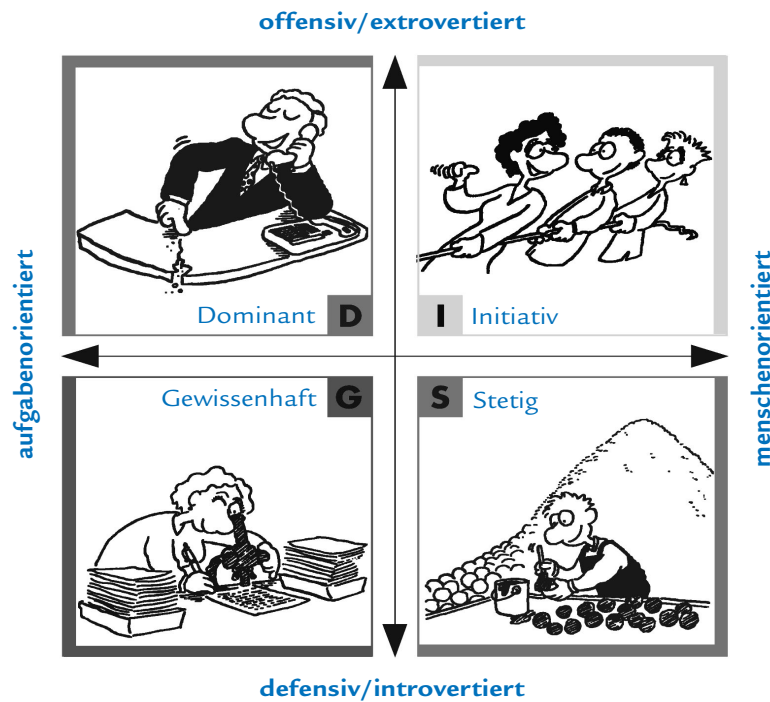 offensiv/extrovertiert
aufgabenorientiert
Dominant D
I Initiativ
menschenorientiert
Gewissenhaft G
S Stetig
defensiv/introvertiert